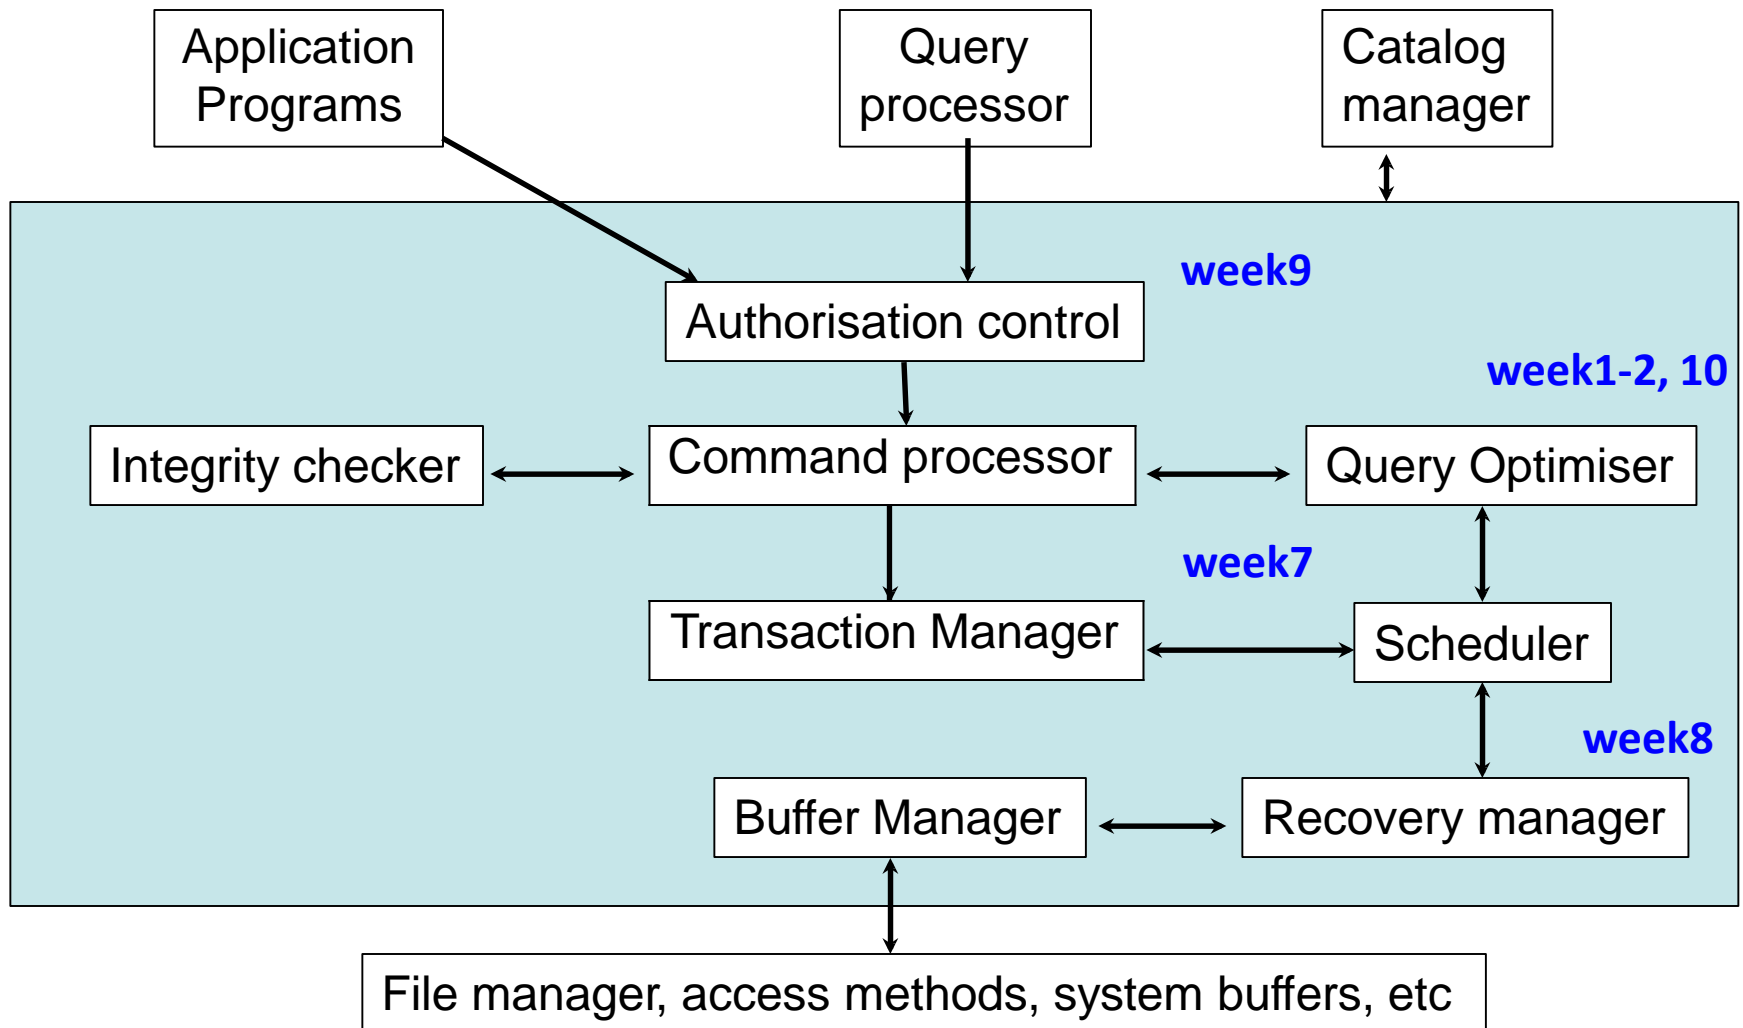 Application
Programs
Query
processor
Catalog
manager
week9
Authorisation control
week1-2, 10
Integrity checker
Command processor
Query Optimiser
week7
Transaction Manager
Scheduler
week8
Buffer Manager
Recovery manager
File manager, access methods, system buffers, etc